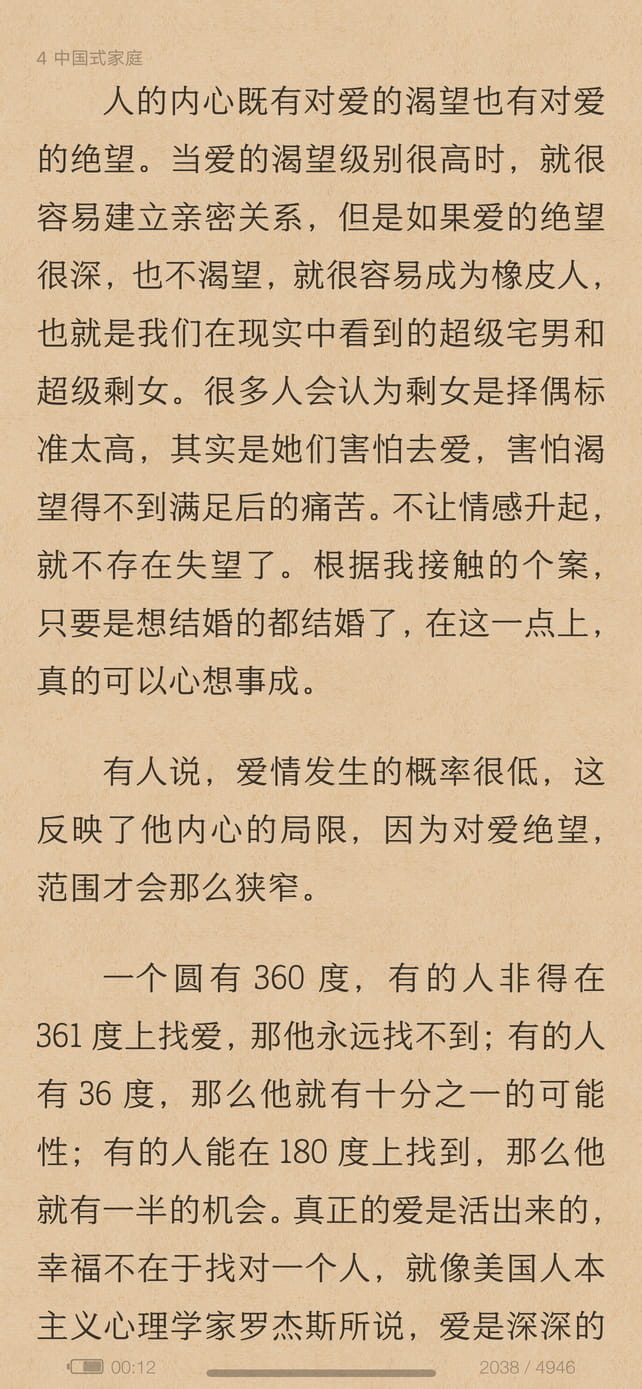 4 中国式家庭
人的内心既有对爱的渴望也有对爱
的绝望。当爱的渴望级别很高时，就很
容易建立亲密关系，但是如果爱的绝望
很深，也不渴望，就很容易成为橡皮人，
也就是我们在现实中看到的超级宅男和
超级剩女。很多人会认为剩女是择偶标
准太高，其实是她们害怕去爱，害怕渴
望得不到满足后的痛苦。不让情感升起，
就不存在失望了。根据我接触的个案，
只要是想结婚的都结婚了，在这一点上，
真的可以心想事成。
有人说，爱情发生的概率很低，这
反映了他内心的局限，因为对爱绝望，
范围才会那么狭窄。
一个圆有 360 度，有的人非得在
361 度上找爱，那他永远找不到；有的人
有 36 度，那么他就有十分之一的可能
性；有的人能在 180 度上找到，那么他
就有一半的机会。真正的爱是活出来的，
幸福不在于找对一个人，就像美国人本
主义心理学家罗杰斯所说，爱是深深的
00:12
2038 / 4946